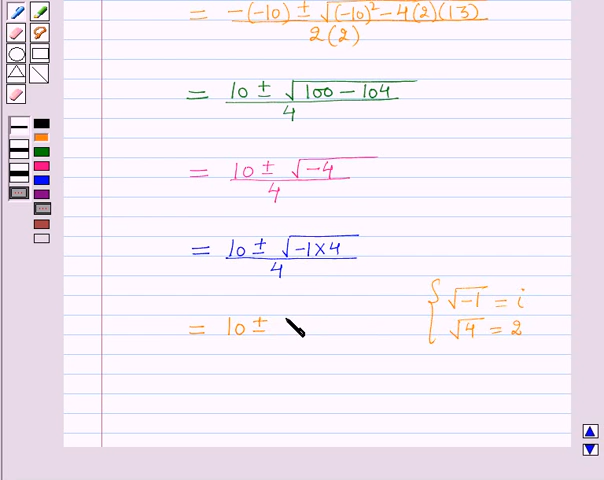 = -(-10) ± √(-10)² - 4(2)(13) / 2(2)
= 10 ± √100 - 104 / 4
= 10 ± √-4 / 4
= 10 ± √-1×4 / 4
{ √-1 = i
√4 = 2
= 10 ±